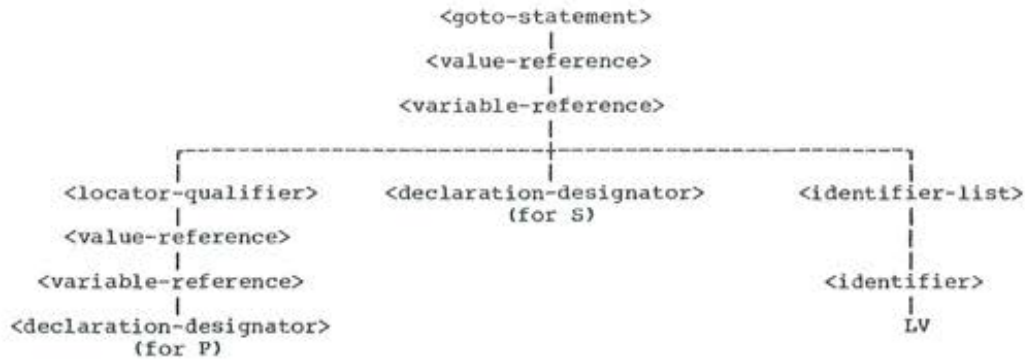 <goto-statement>
<value-reference>
<variable-reference>
<locator-qualifier> <declaration-designator> <identifier-list>
(for S)
<value-reference>
<variable-reference> <identifier>
<declaration-designator> LV
(for P)